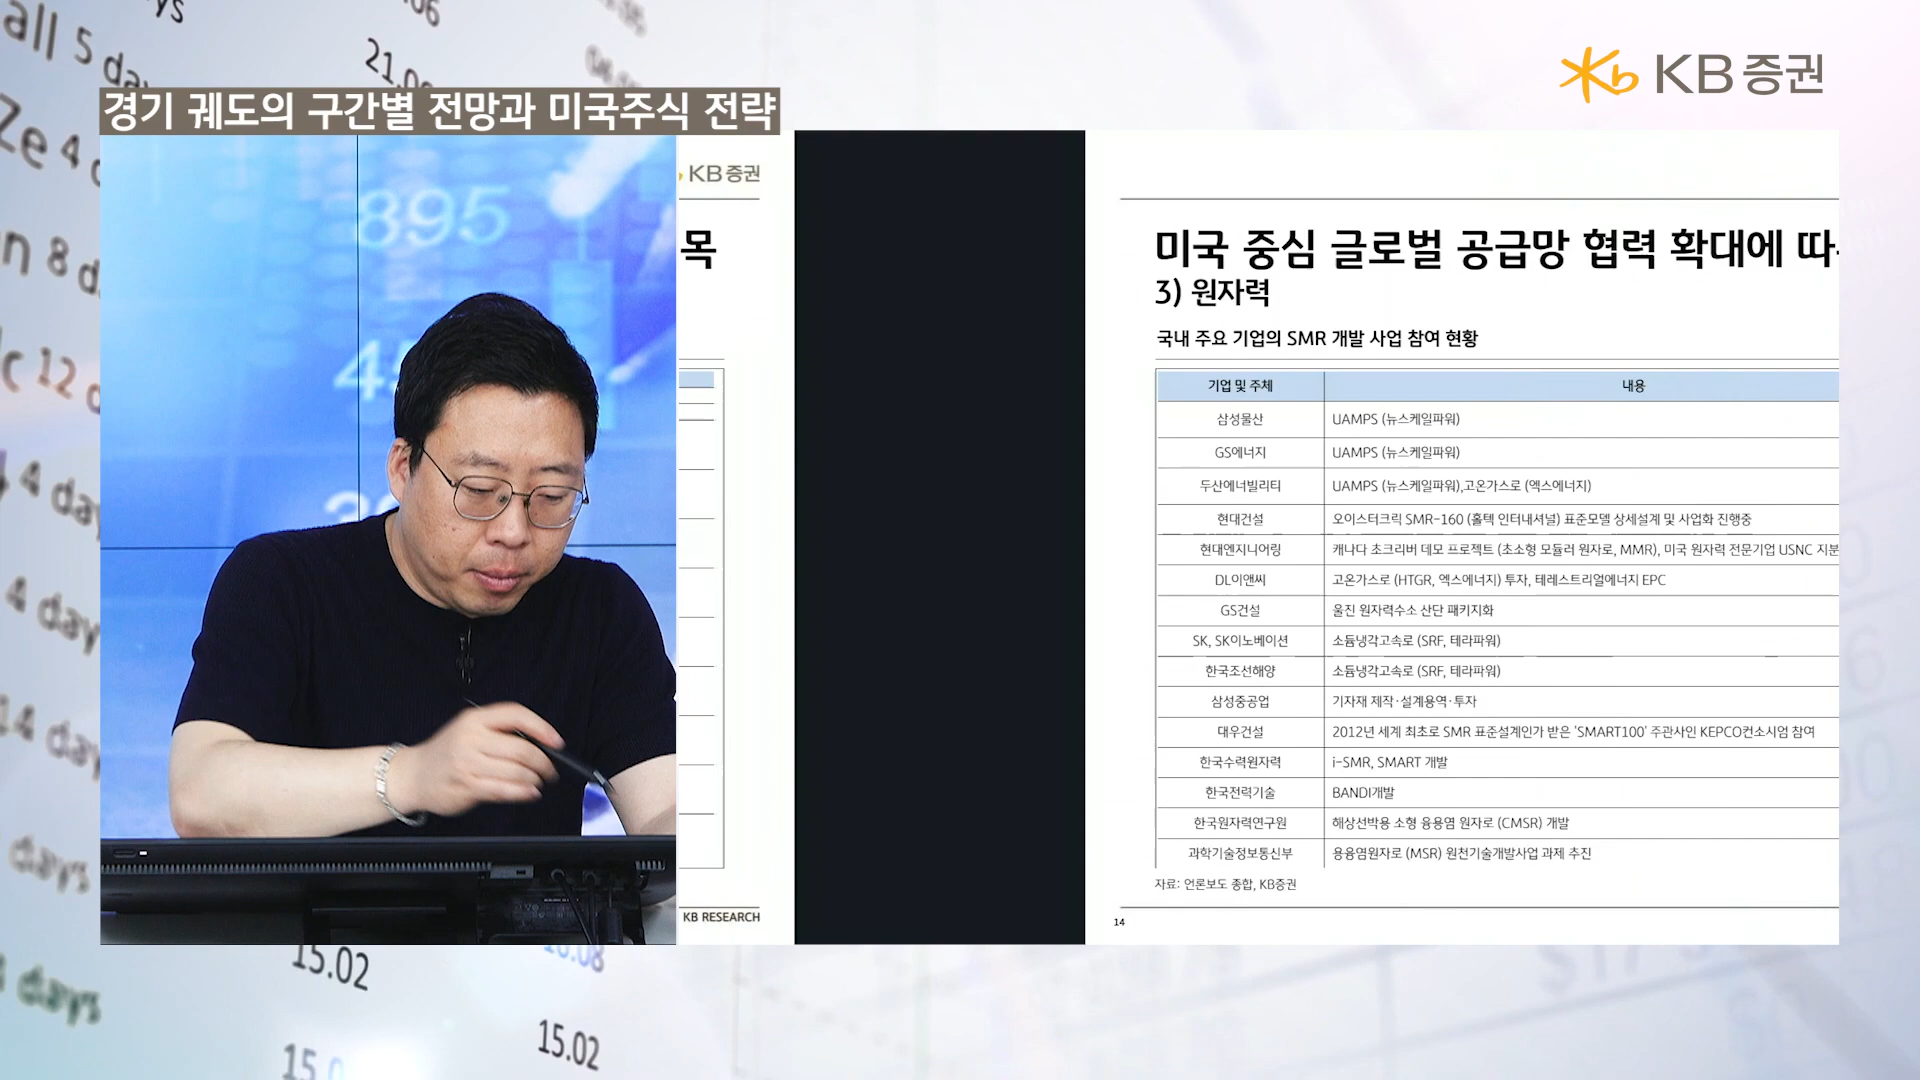 KB증권
경기 궤도의 구간별 전망과 미국주식 전략
KB증권
목
895
미국 중심 글로벌 공급망 협력 확대에
3) 원자력
국내 주요 기업의 SMR 개발 사업 참여 현황
기업 및 주체 내용
삼성물산 UAMPS (뉴스케일파워)
GS에너지 UAMPS (뉴스케일파워)
두산에너빌리티 UAMPS (뉴스케일파워),고온가스로 (엑스에너지)
현대건설 오이스터크릭 SMR-160 (홀텍 인터내셔널) 표준모델 상세설계 및 사업화 진행중
현대엔지니어링 캐나다 초크리버 데모 프로젝트 (초소형 모듈러 원자로, MMR), 미국 원자력 전문기업 USNC 지분
DL이앤씨 고온가스로 (HTGR, 엑스에너지) 투자, 테레스트리얼에너지 EPC
GS건설 울진 원자력수소 산단 패키지화
SK, SK이노베이션 소듐냉각고속로 (SRF, 테라파워)
한국조선해양 소듐냉각고속로 (SRF, 테라파워)
삼성중공업 기자재 제작·설계용역·투자
대우건설 2012년 세계 최초로 SMR 표준설계인가 받은 'SMART100' 주관사인 KEPCO컨소시엄 참여
한국수력원자력 i-SMR, SMART 개발
한국전력기술 BANDI개발
한국원자력연구원 해상선박용 소형 용융염 원자로 (CMSR) 개발
과학기술정보통신부 용융염원자로 (MSR) 원천기술개발사업 과제 추진
자료: 언론보도 종합, KB증권
KB RESEARCH
14
all 5 days
4 days
8 d
12 d
4 day
4 day
14 day
days
days
15.02
15.02